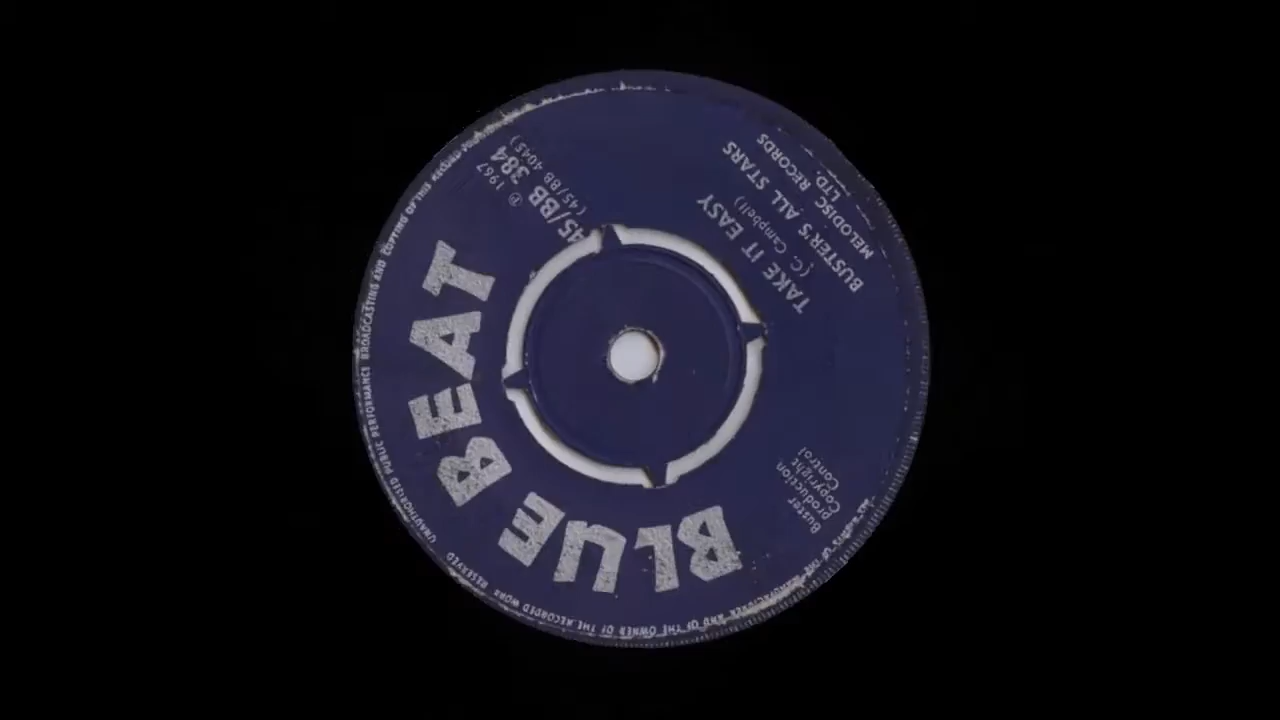 BLUE BEAT
45/BB 384
(45/BB 4045)
℗ 1967
Buster
production
Copyright
Control
TAKE IT EASY
(C. Campbell)
BUSTER'S ALL STARS
MELODISC RECORDS
LTD.
AND OF THE OWNER OF THE RECORDED WORK RESERVED
UNAUTHORISED PUBLIC PERFORMANCE BROADCASTING AND COPYING OF THIS RECORD